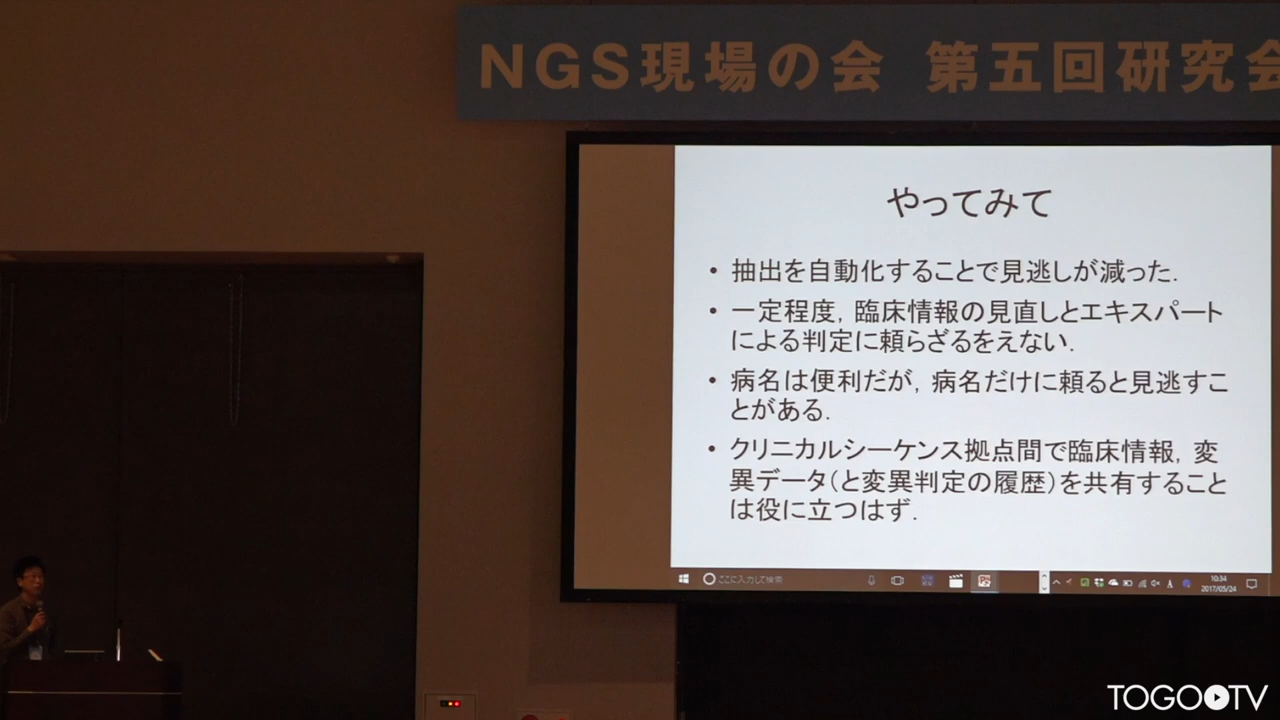 NGS現場の会 第五回研究会
やってみて
• 抽出を自動化することで見逃しが減った.
• 一定程度, 臨床情報の見直しとエキスパート
による判定に頼らざるをえない.
• 病名は便利だが, 病名だけに頼ると見逃すこ
とがある.
• クリニカルシーケンス拠点間で臨床情報, 変
異データ(と変異判定の履歴)を共有すること
は役に立つはず.
ここに入力して検索
A
10:34
2017/05/24
TOGOTV